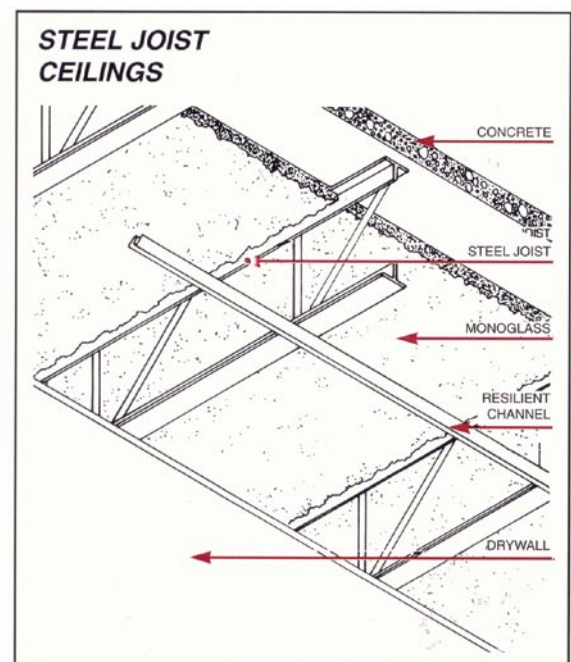 STEEL JOIST
CEILINGS
CONCRETE
STEEL JOIST
MONOGLASS
RESILIENT
CHANNEL
DRYWALL